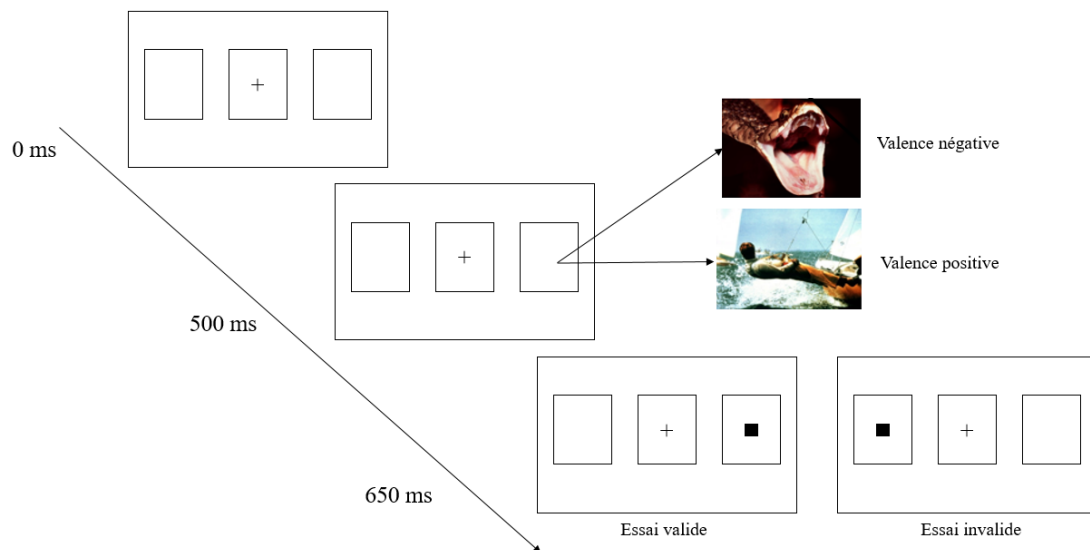 0 ms
Valence négative
Valence positive
500 ms
650 ms
Essai valide
Essai invalide